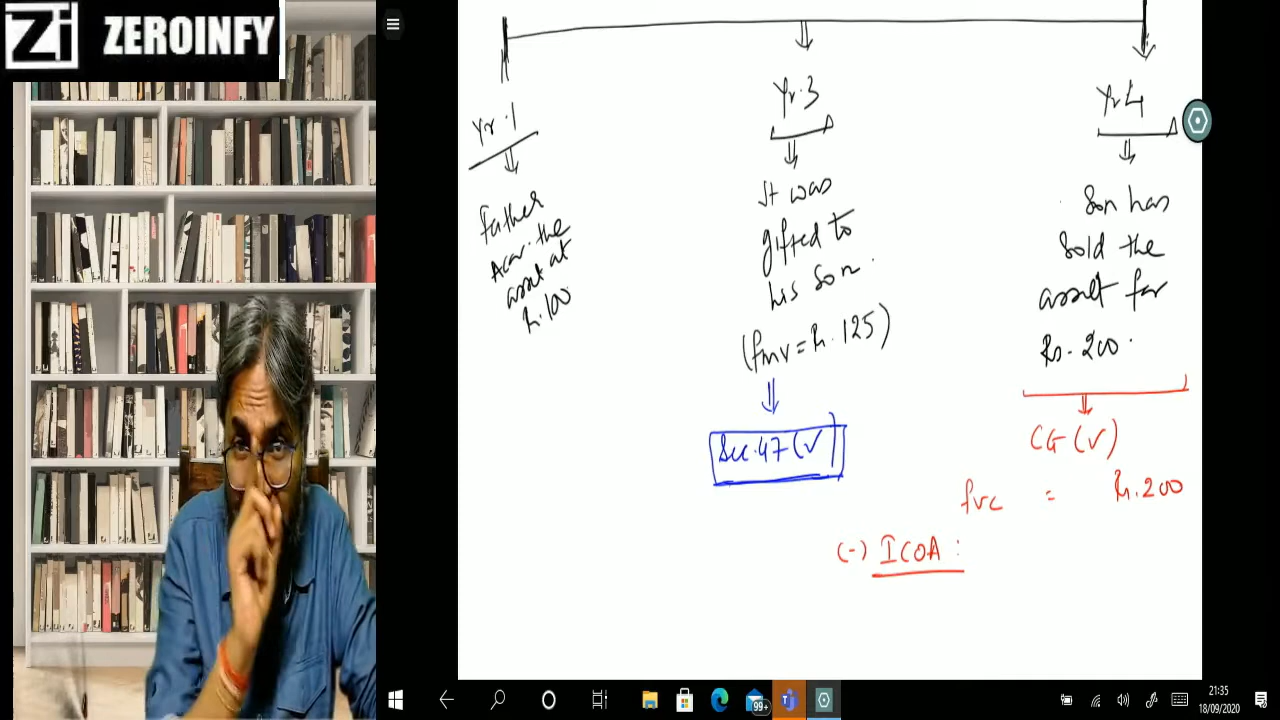 Zi ZEROINFY
Yr.1
Father
Acqr. the
asset at
Rs.100
Yr.3
It was
gifted to
his son.
(fmv = Rs.125)
Sec.47(v)
Yr 4
Son has
sold the
asset for
Rs. 200.
CG (✓)
fvc = Rs.200
(-) ICOA :
99+
21:35
18/09/2020